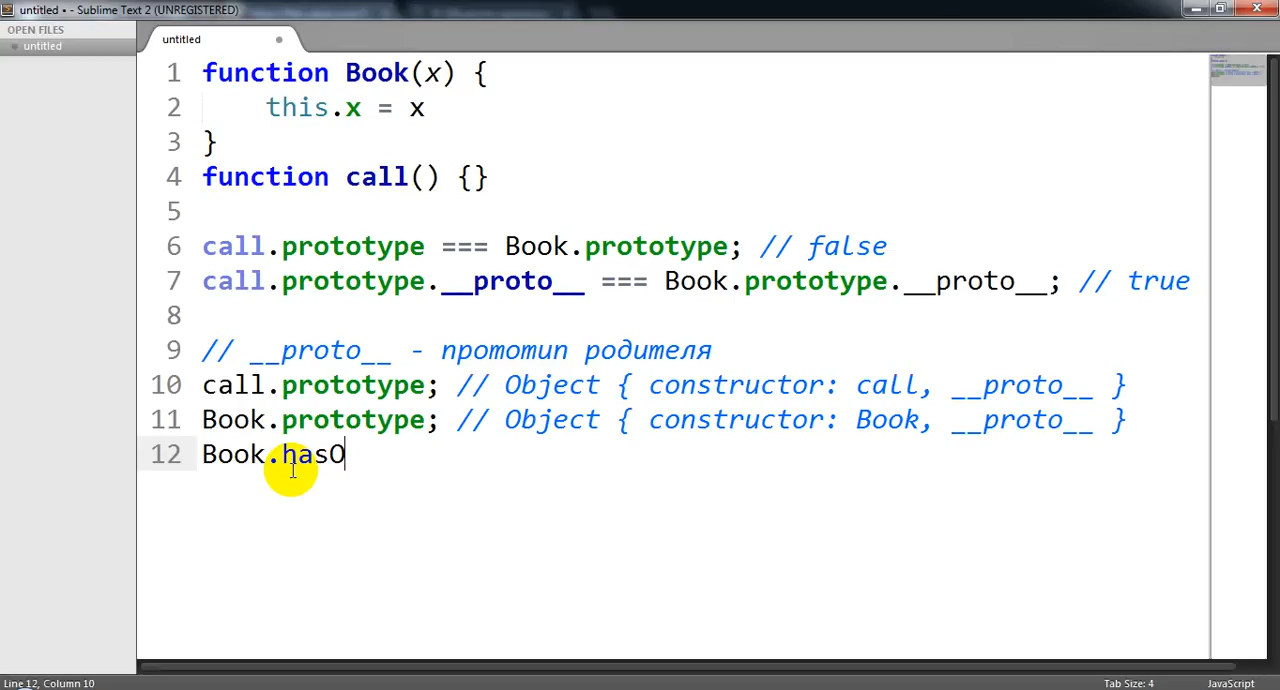 untitled • - Sublime Text 2 (UNREGISTERED)
OPEN FILES
untitled
untitled
1 function Book(x) {
2 this.x = x
3 }
4 function call() {}
5
6 call.prototype === Book.prototype; // false
7 call.prototype.__proto__ === Book.prototype.__proto__; // true
8
9 // __proto__ - прототип родителя
10 call.prototype; // Object { constructor: call, __proto__ }
11 Book.prototype; // Object { constructor: Book, __proto__ }
12 Book.hasO
Line 12, Column 10
Tab Size: 4
JavaScript